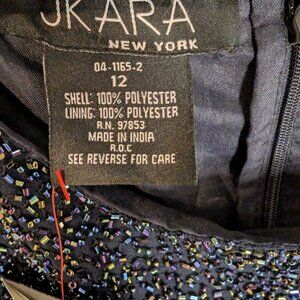 JKARA
NEW YORK
04-1165-2
12
SHELL: 100% POLYESTER
LINING: 100% POLYESTER
R.N. 97853
MADE IN INDIA
R.O.C
SEE REVERSE FOR CARE